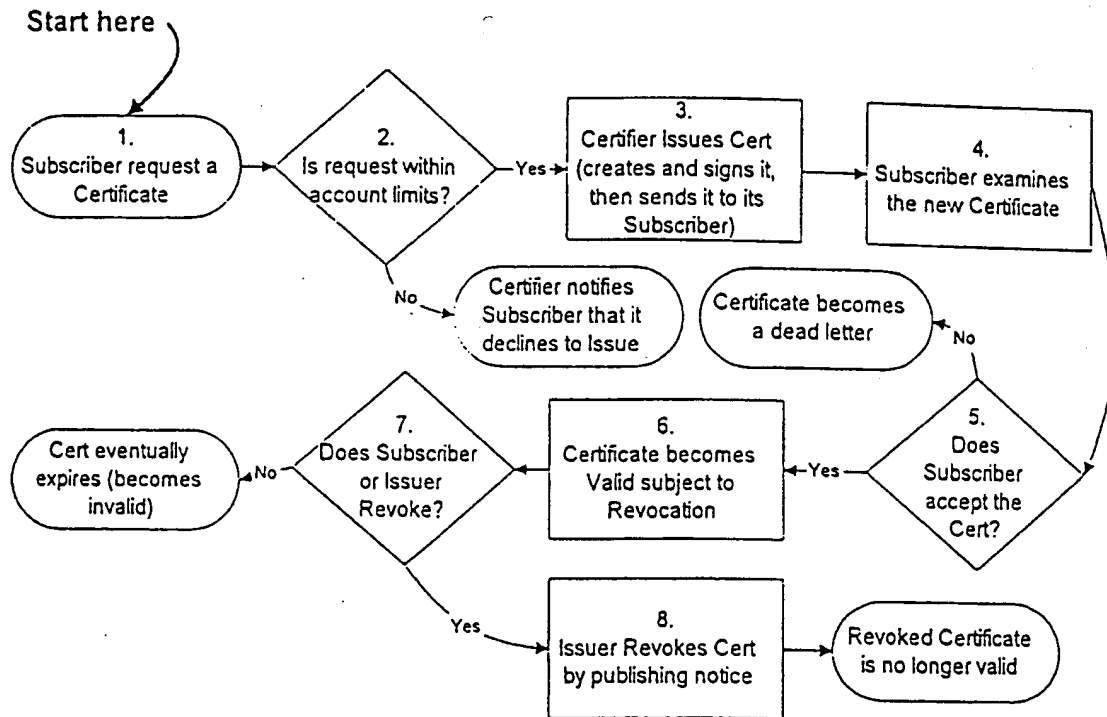 Start here
1.
Subscriber request a
Certificate
2.
Is request within
account limits?
Yes
3.
Certifier Issues Cert
(creates and signs it,
then sends it to its
Subscriber)
4.
Subscriber examines
the new Certificate
No
Certifier notifies
Subscriber that it
declines to Issue
Certificate becomes
a dead letter
No
5.
Does
Subscriber
accept the
Cert?
Yes
6.
Certificate becomes
Valid subject to
Revocation
7.
Does Subscriber
or Issuer
Revoke?
No
Cert eventually
expires (becomes
invalid)
Yes
8.
Issuer Revokes Cert
by publishing notice
Revoked Certificate
is no longer valid